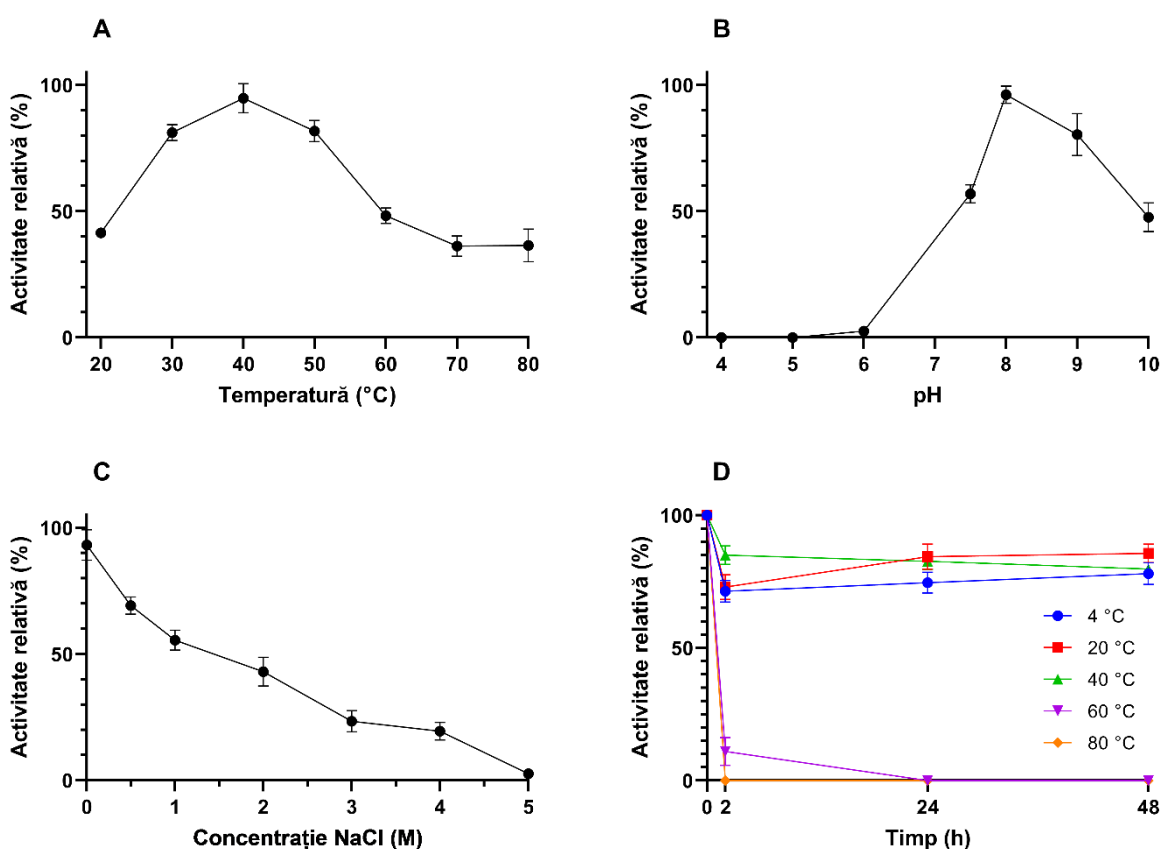 A
Activitate relativă (%)
100
50
0
20 30 40 50 60 70 80
Temperatură (°C)
B
Activitate relativă (%)
100
50
0
4 5 6 7 8 9 10
pH
C
Activitate relativă (%)
100
50
0
0 1 2 3 4 5
Concentrație NaCl (M)
D
Activitate relativă (%)
100
50
0
4 °C
20 °C
40 °C
60 °C
80 °C
0 2 24 48
Timp (h)